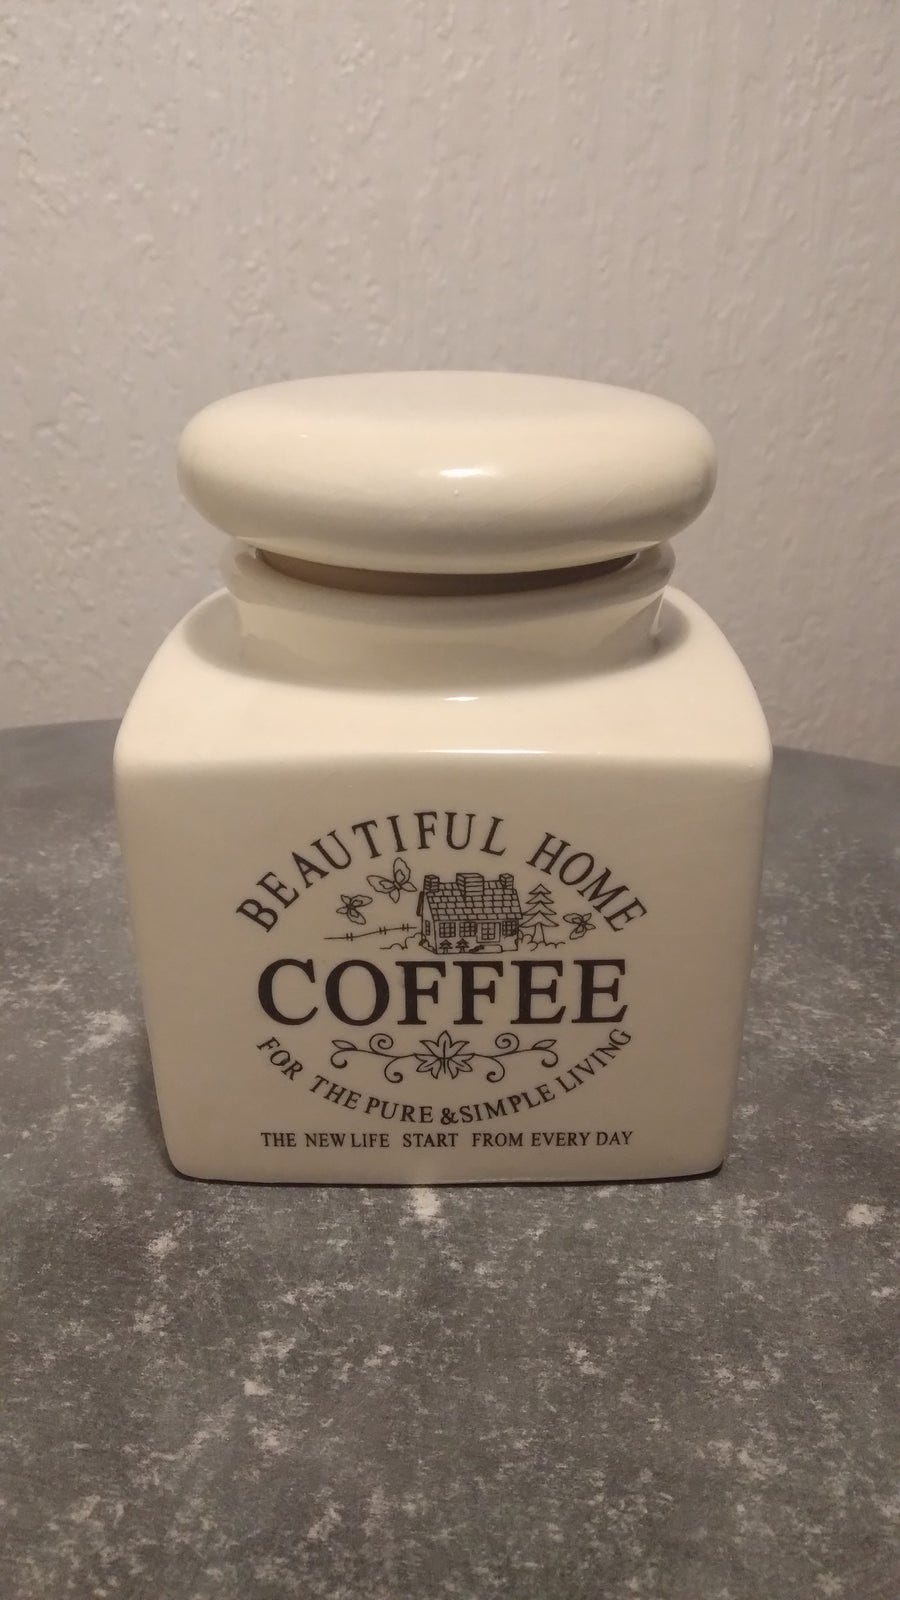 BEAUTIFUL HOME
COFFEE
FOR THE PURE & SIMPLE LIVING
THE NEW LIFE START FROM EVERY DAY